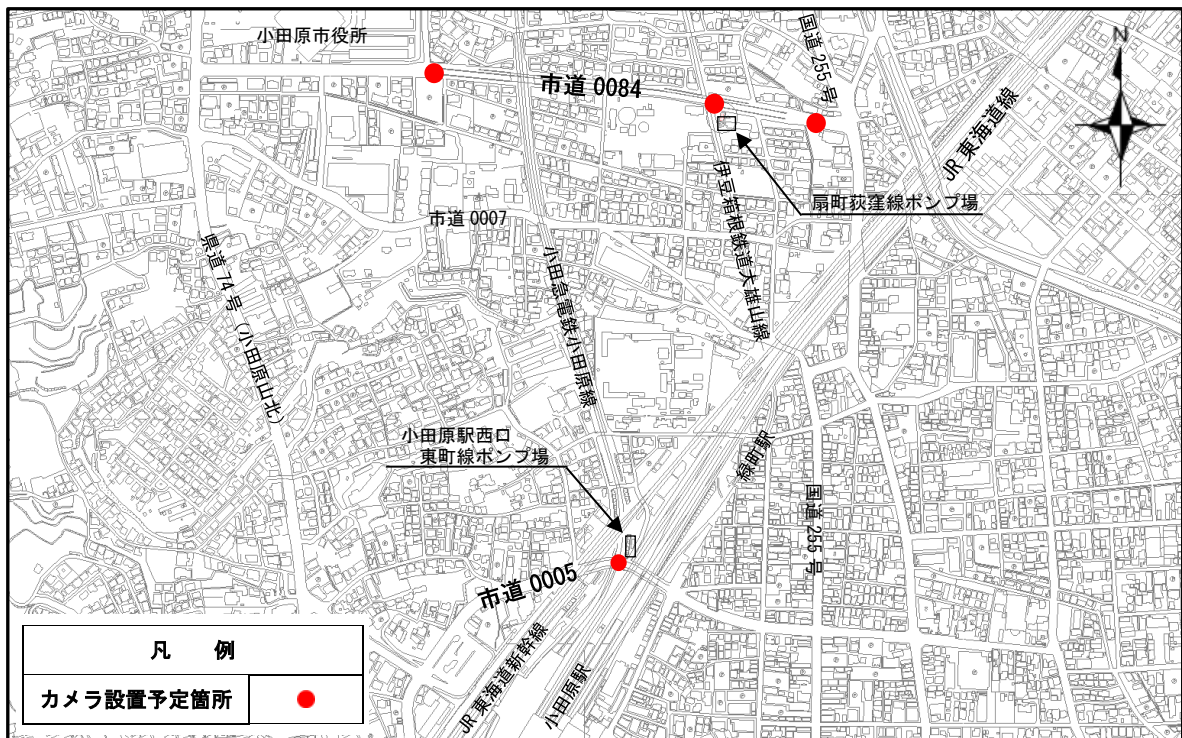 小田原市役所
国道 255 号
N
市道 0084
JR 東海道線
扇町荻窪線ポンプ場
伊豆箱根鉄道大雄山線
市道 0007
県道 74 号（小田原山北）
小田急電鉄小田原線
小田原駅西口
東町線ポンプ場
緑町駅
国道 255 号
市道 0005
JR 東海道新幹線
小田原駅
凡 例
カメラ設置予定箇所